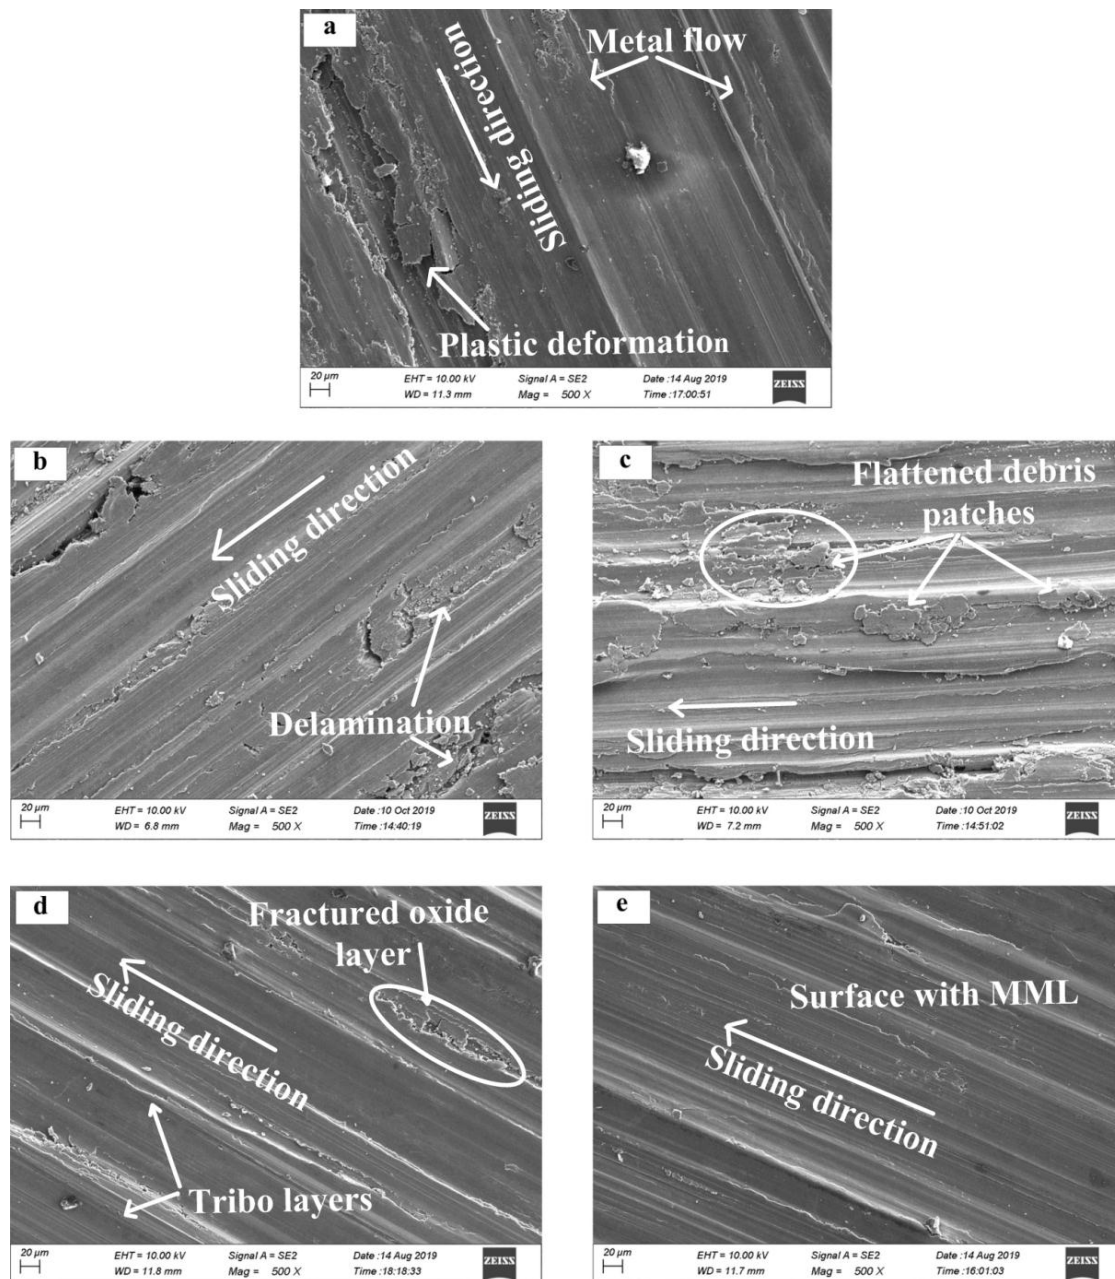 a
Metal flow
Sliding direction
Plastic deformation
20 µm
EHT = 10.00 kV Signal A = SE2 Date :14 Aug 2019
WD = 11.3 mm Mag = 500 X Time :17:00:51
ZEISS
b
Sliding direction
Delamination
20 µm
EHT = 10.00 kV Signal A = SE2 Date :10 Oct 2019
WD = 6.8 mm Mag = 500 X Time :14:40:19
ZEISS
c
Flattened debris
patches
Sliding direction
20 µm
EHT = 10.00 kV Signal A = SE2 Date :10 Oct 2019
WD = 7.2 mm Mag = 500 X Time :14:51:02
ZEISS
d
Fractured oxide
layer
Sliding direction
Tribo layers
20 µm
EHT = 10.00 kV Signal A = SE2 Date :14 Aug 2019
WD = 11.8 mm Mag = 500 X Time :18:18:33
ZEISS
e
Surface with MML
Sliding direction
20 µm
EHT = 10.00 kV Signal A = SE2 Date :14 Aug 2019
WD = 11.7 mm Mag = 500 X Time :16:01:03
ZEISS